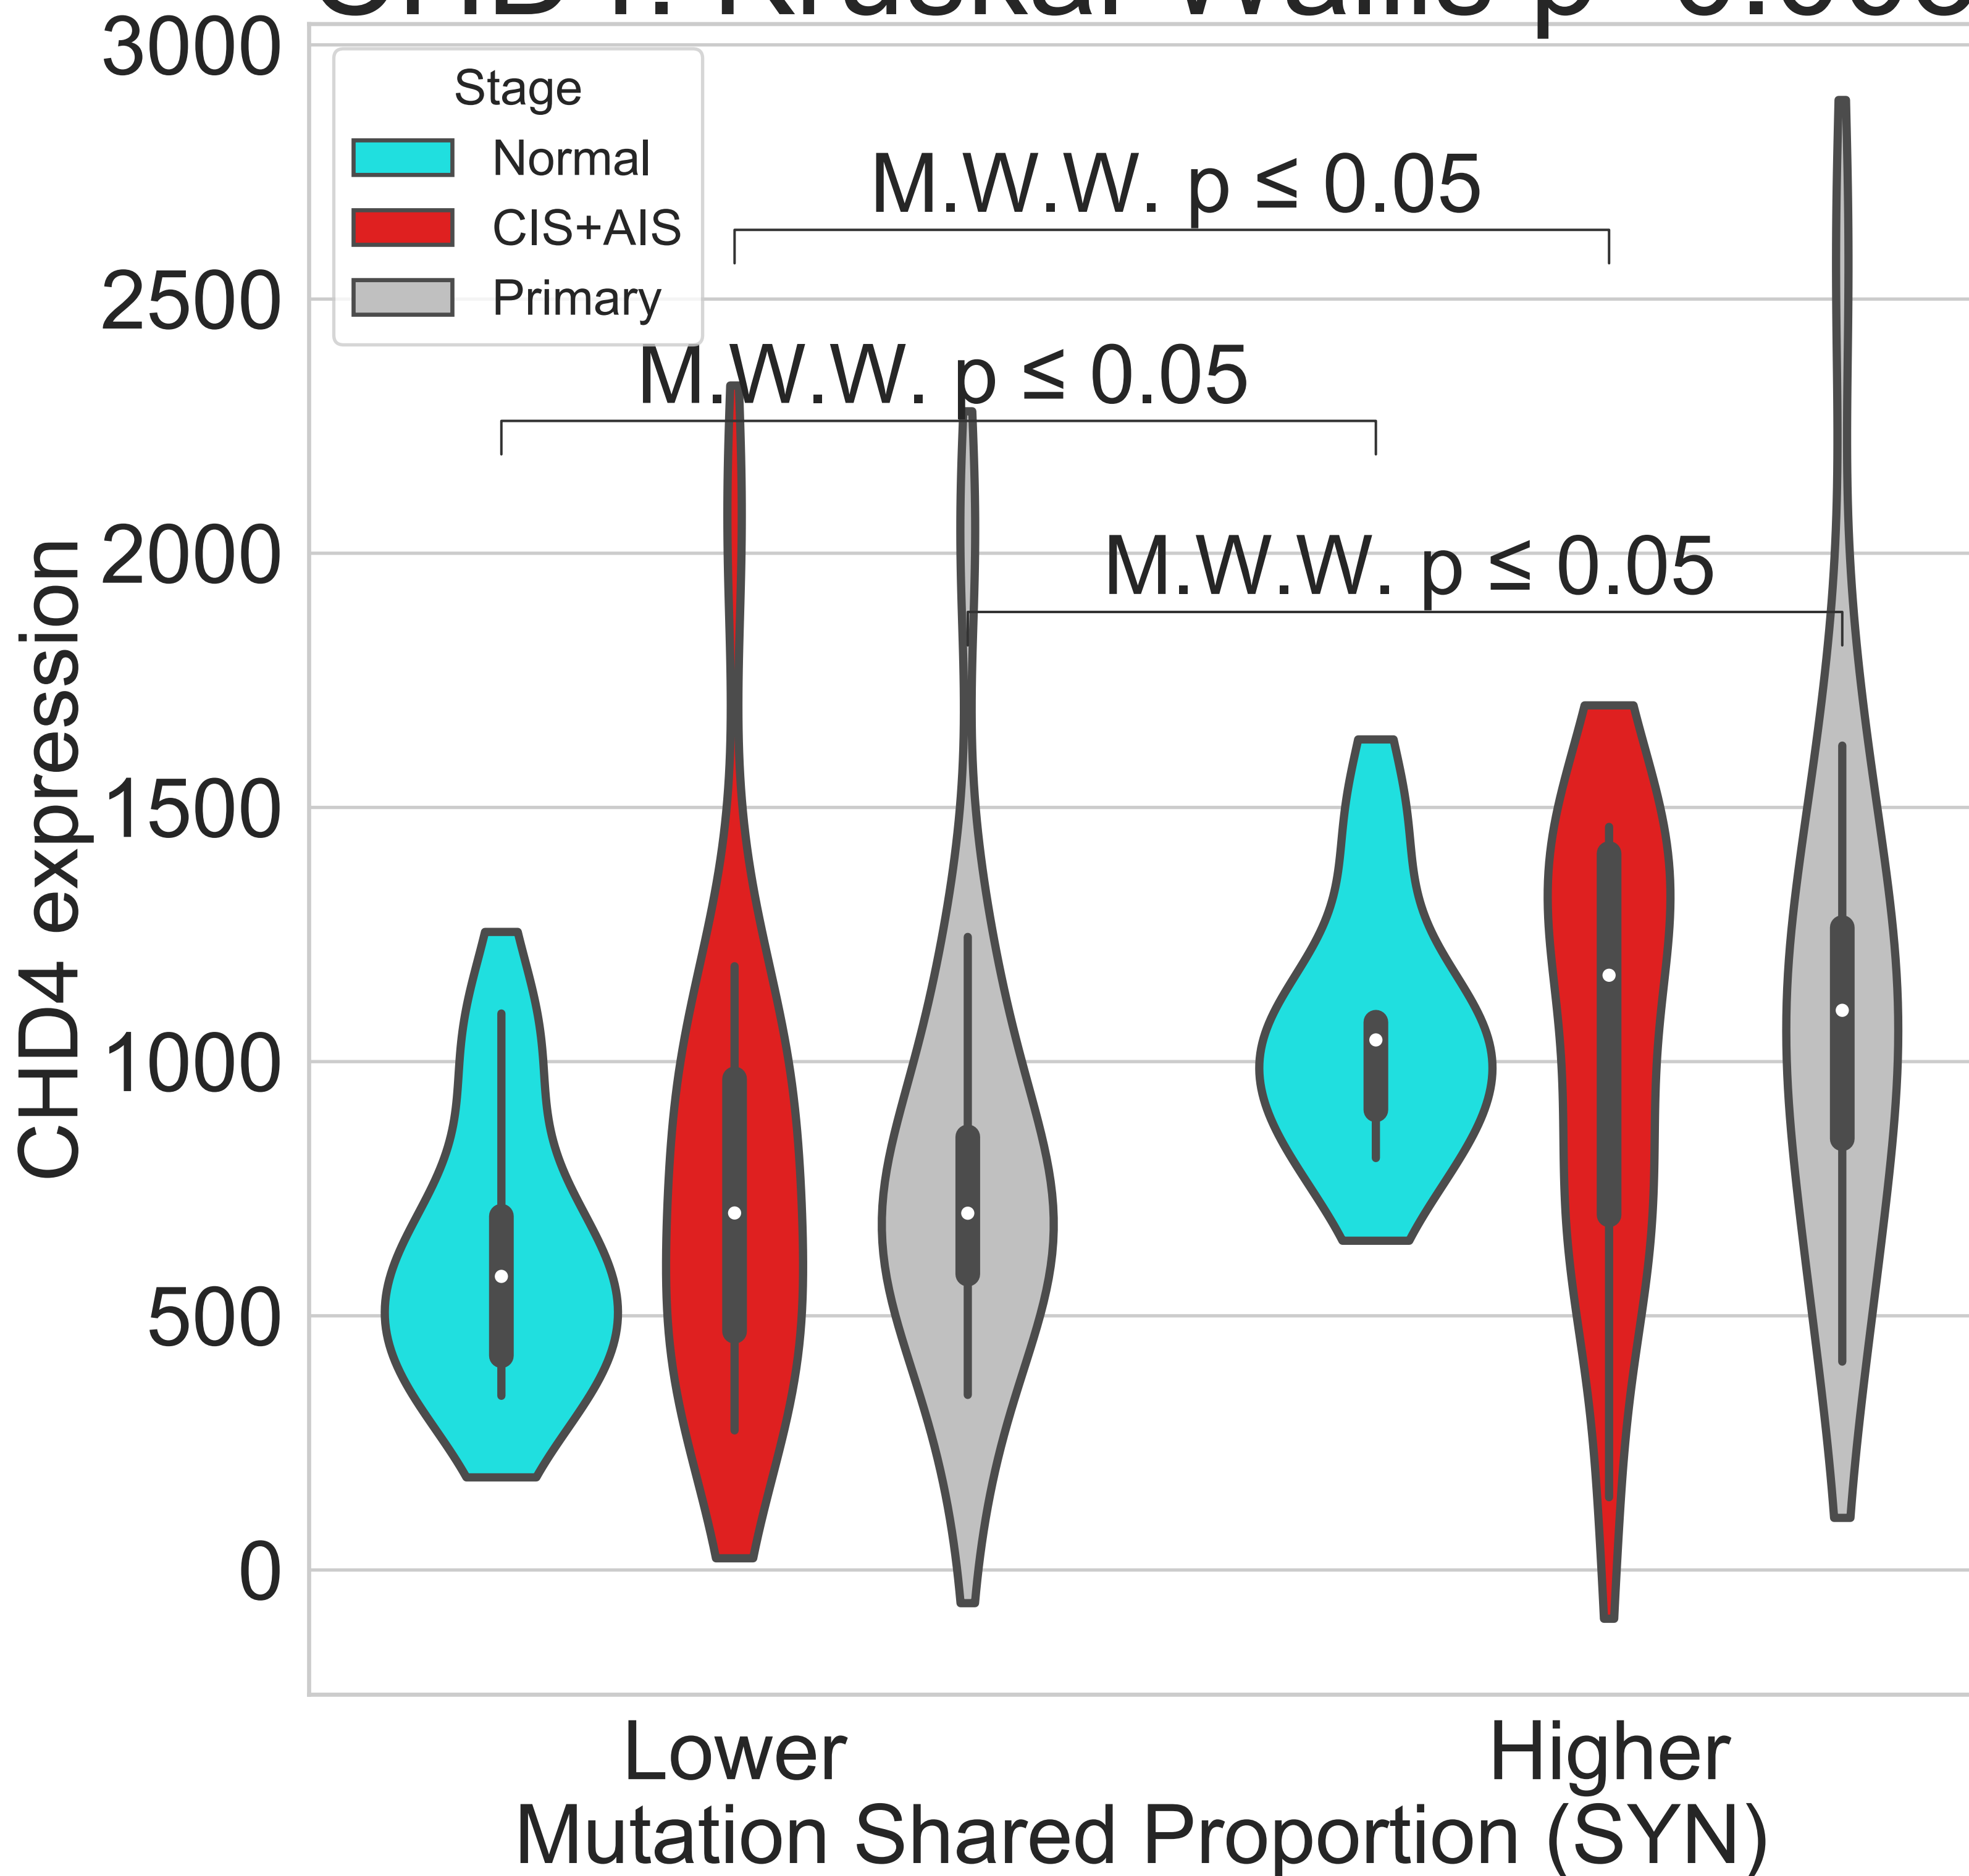 3000
2500
2000
1500
1000
500
0
CHD4 expression
Stage
Normal
CIS+AIS
Primary
M.W.W. p ≤ 0.05
M.W.W. p ≤ 0.05
M.W.W. p ≤ 0.05
Lower
Higher
Mutation Shared Proportion (SYN)